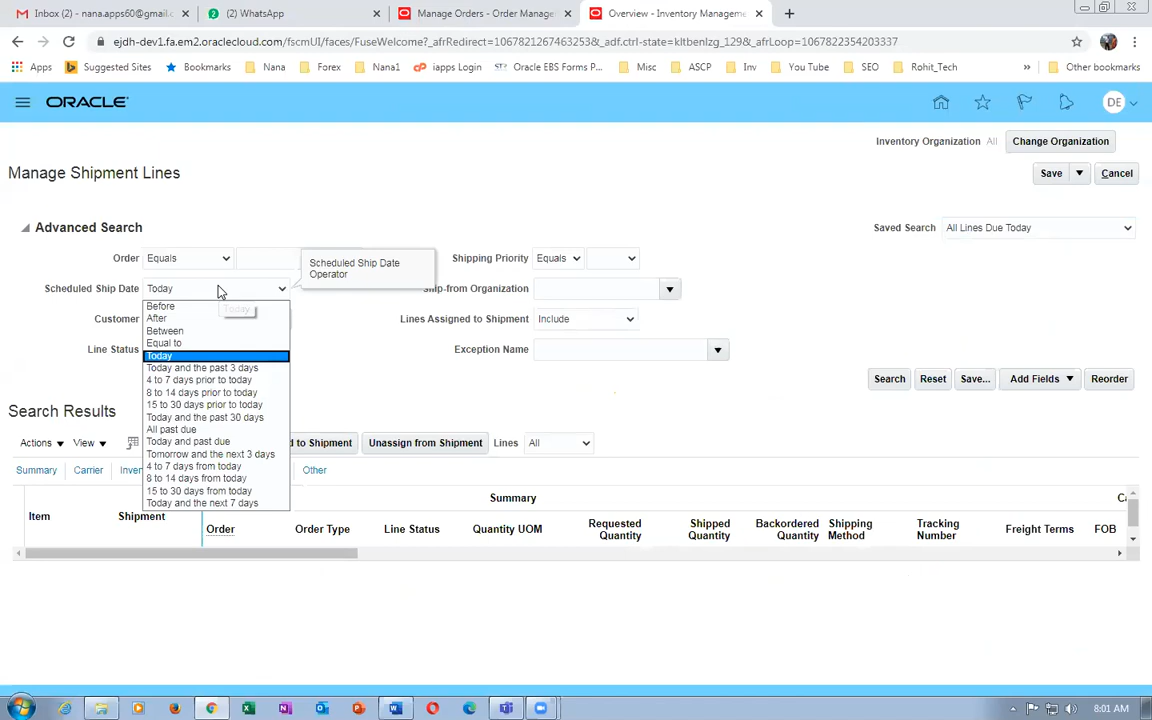 Inbox (2) - nana.apps60@gmail.c
(2) WhatsApp
Manage Orders - Order Manage
Overview - Inventory Manageme
ejdh-dev1.fa.em2.oraclecloud.com/fscmUI/faces/FuseWelcome?_afrRedirect=1067821267463253&_adf.ctrl-state=kltbenlzg_129&_afrLoop=1067822354203337
Apps Suggested Sites Bookmarks Nana Forex Nana1 iapps Login Oracle EBS Forms P... Misc ASCP Inv You Tube SEO Rohit_Tech » Other bookmarks
ORACLE DE
Inventory Organization All Change Organization
Manage Shipment Lines Save Cancel
Advanced Search Saved Search All Lines Due Today
Order Equals Shipping Priority Equals
Scheduled Ship Date Operator
Scheduled Ship Date Today Ship-from Organization
Customer Today Lines Assigned to Shipment Include
Line Status Exception Name
Before
After
Between
Equal to
Today
Today and the past 3 days
4 to 7 days prior to today
8 to 14 days prior to today
15 to 30 days prior to today
Today and the past 30 days
All past due
Today and past due
Tomorrow and the next 3 days
4 to 7 days from today
8 to 14 days from today
15 to 30 days from today
Today and the next 7 days
Search Reset Save... Add Fields Reorder
Search Results
Actions View d to Shipment Unassign from Shipment Lines All
Summary Carrier Inven Other
Summary Ca
Item Shipment Order Order Type Line Status Quantity UOM Requested Quantity Shipped Quantity Backordered Quantity Shipping Method Tracking Number Freight Terms FOB
8:01 AM